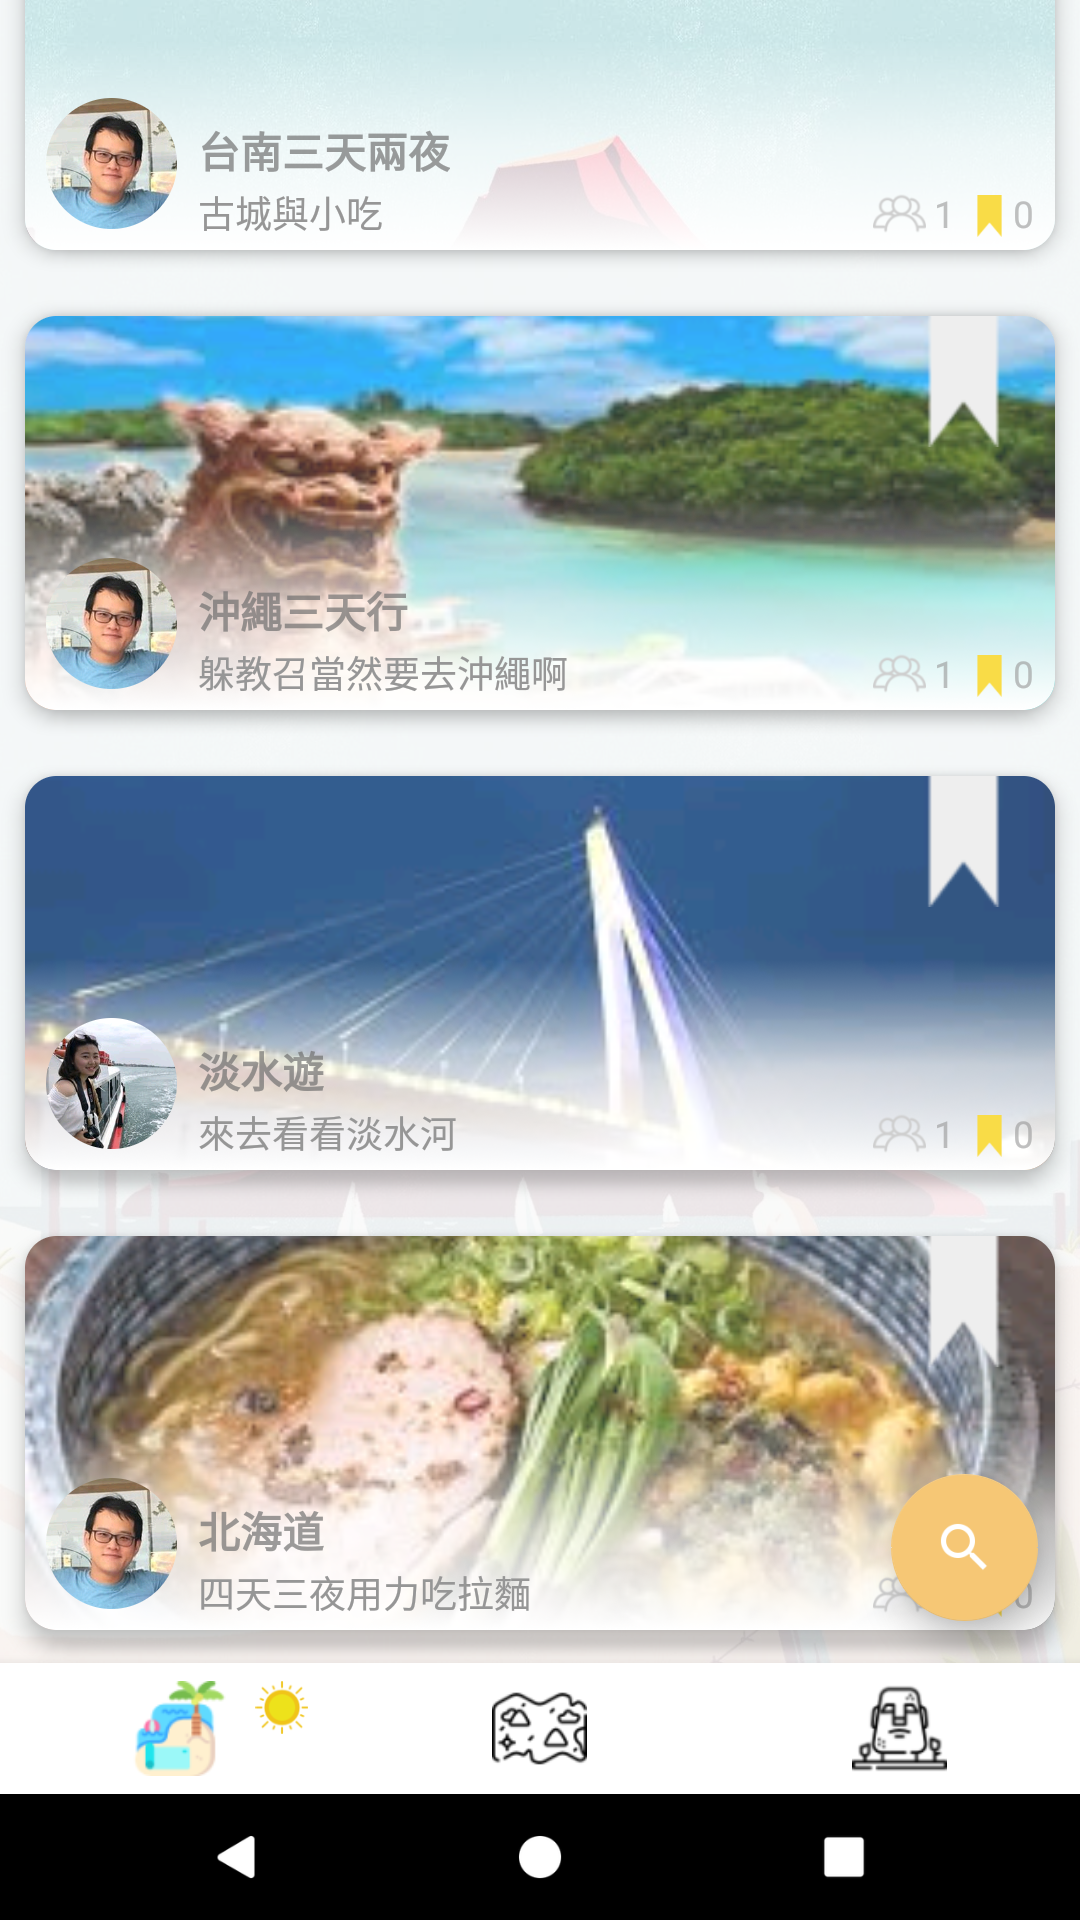 台南三天兩夜
古城與小吃
1 0
沖繩三天行
躲教召當然要去沖繩啊
1 0
淡水遊
來去看看淡水河
1 0
北海道
四天三夜用力吃拉麵
0